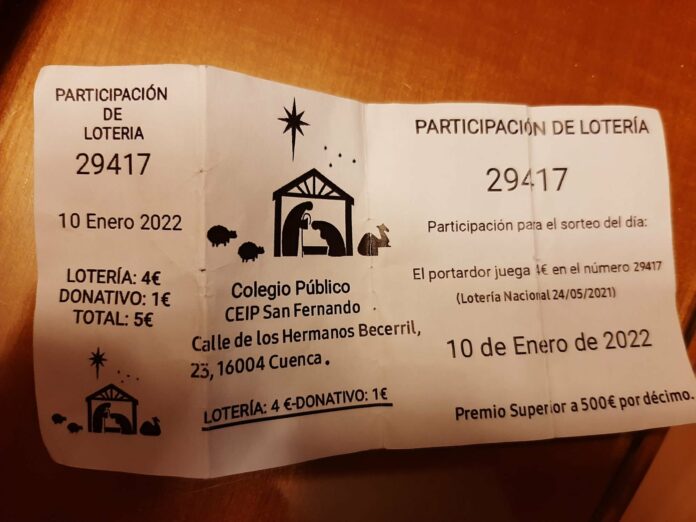 PARTICIPACIÓN
DE
LOTERIA
29417
10 Enero 2022
LOTERÍA: 4€
DONATIVO: 1€
TOTAL: 5€
Colegio Público
CEIP San Fernando
Calle de los Hermanos Becerril,
23, 16004 Cuenca.
LOTERÍA: 4 €-DONATIVO: 1€
PARTICIPACIÓN DE LOTERÍA
29417
Participación para el sorteo del día:
El portardor juega 4€ en el número 29417
(Lotería Nacional 24/05/2021)
10 de Enero de 2022
Premio Superior a 500€ por décimo.